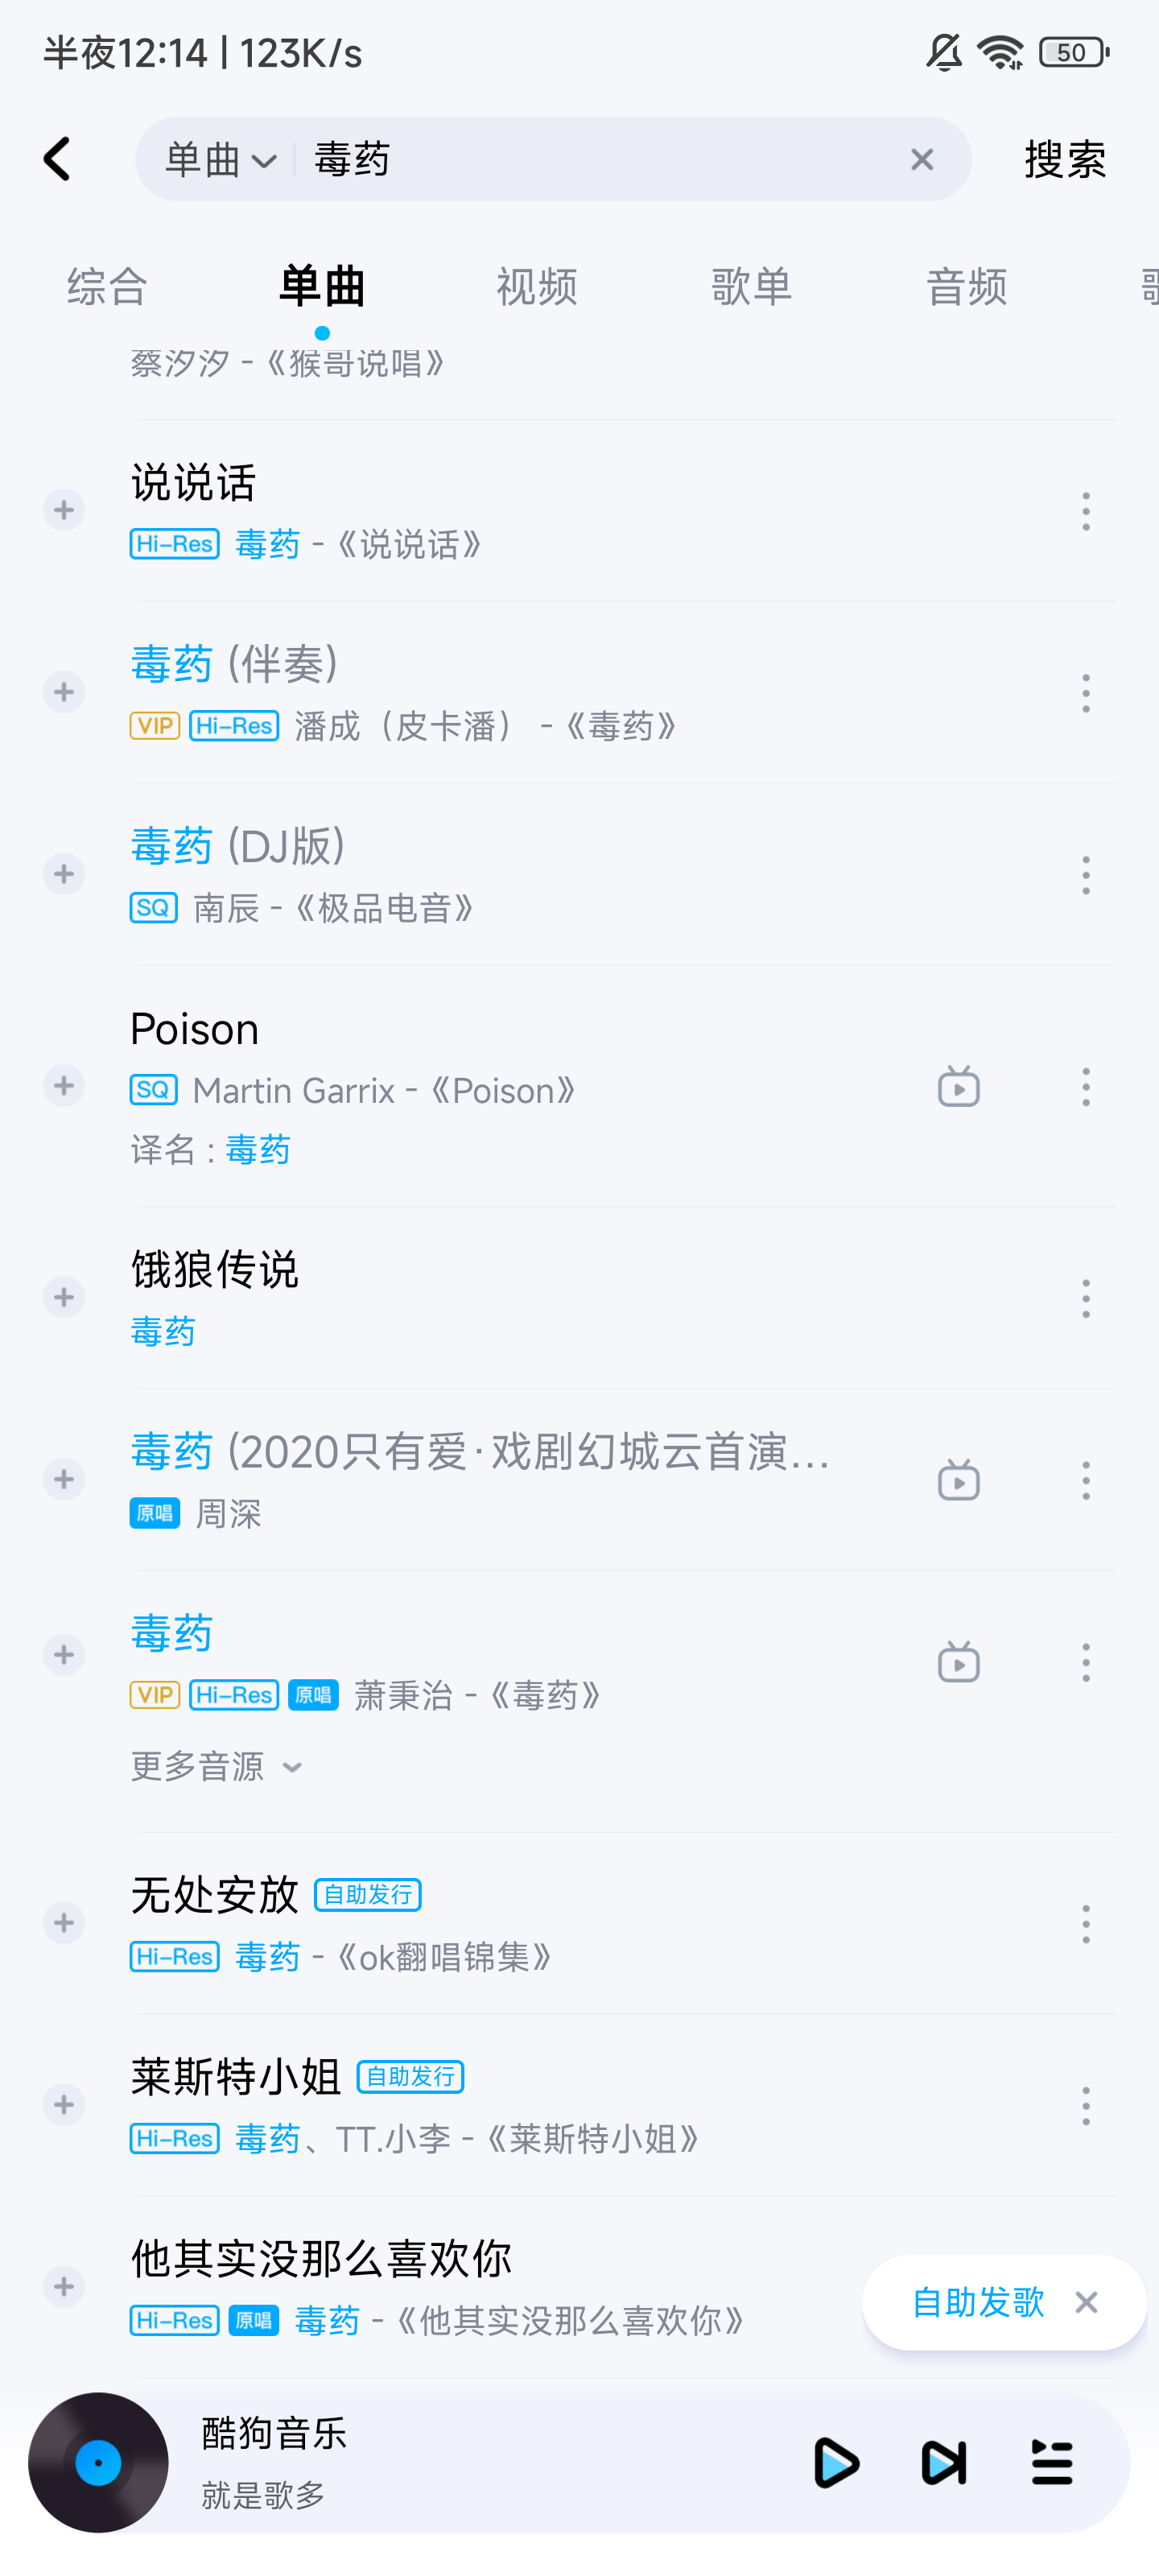 半夜12:14 | 123K/s 50
单曲 毒药 搜索
综合 单曲 视频 歌单 音频
蔡汐汐 -《猴哥说唱》
说说话
Hi-Res 毒药 -《说说话》
毒药 (伴奏)
VIP Hi-Res 潘成（皮卡潘） -《毒药》
毒药 (DJ版)
SQ 南辰 -《极品电音》
Poison
SQ Martin Garrix -《Poison》
译名 : 毒药
饿狼传说
毒药
毒药 (2020只有爱·戏剧幻城云首演...
原唱 周深
毒药
VIP Hi-Res 原唱 萧秉治 -《毒药》
更多音源
无处安放 自助发行
Hi-Res 毒药 -《ok翻唱锦集》
莱斯特小姐 自助发行
Hi-Res 毒药、TT.小李 -《莱斯特小姐》
他其实没那么喜欢你
Hi-Res 原唱 毒药 -《他其实没那么喜欢你》
自助发歌
酷狗音乐
就是歌多